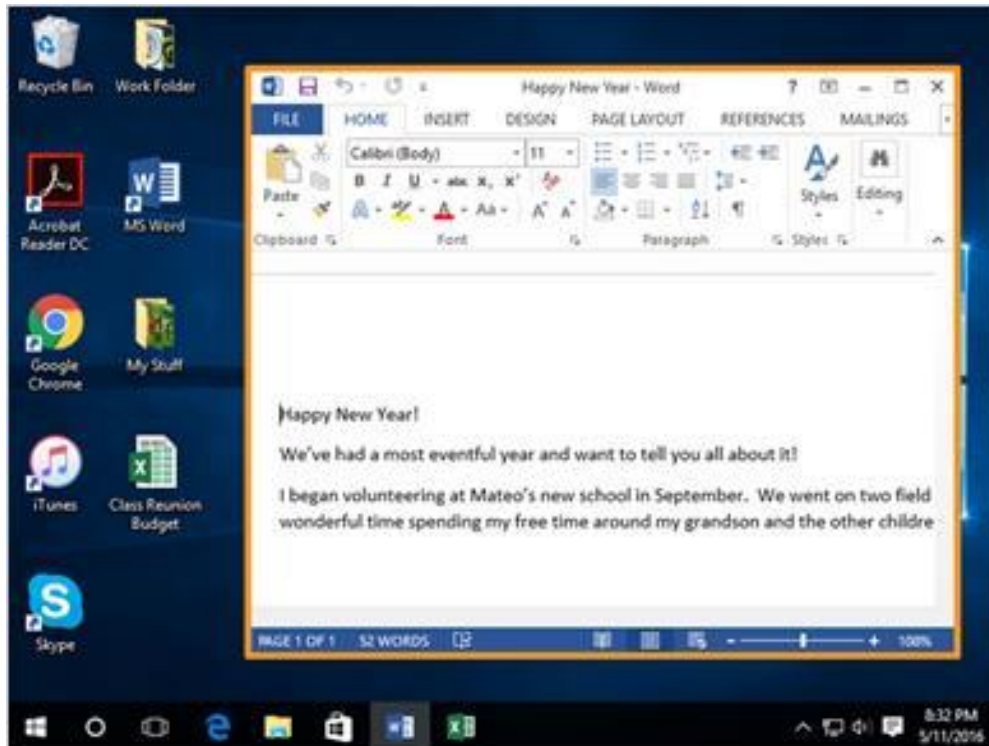 Recycle Bin
Work Folder
Acrobat
Reader DC
MS Word
Google
Chrome
My Stuff
iTunes
Class Reunion
Budget
Skype
Happy New Year - Word
FILE HOME INSERT DESIGN PAGE LAYOUT REFERENCES MAILINGS
Calibri (Body) 11
Paste
B I U abc x, x'
A A Aa A A
Styles
Editing
Clipboard Font Paragraph Styles
Happy New Year!
We've had a most eventful year and want to tell you all about it!
I began volunteering at Mateo's new school in September. We went on two field
wonderful time spending my free time around my grandson and the other childre
PAGE 1 OF 1 52 WORDS 100%
8:32 PM
5/11/2016